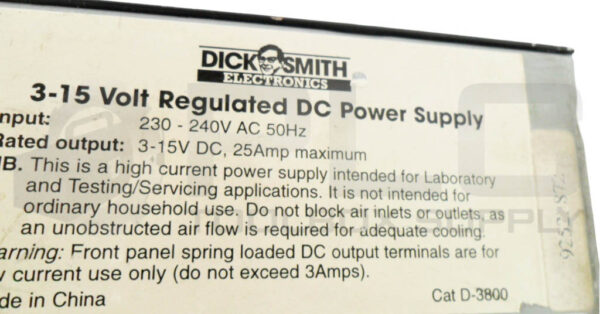 DICK SMITH
ELECTRONICS
3-15 Volt Regulated DC Power Supply
nput: 230 - 240V AC 50Hz
Rated output: 3-15V DC, 25Amp maximum
IB. This is a high current power supply intended for Laboratory
and Testing/Servicing applications. It is not intended for
ordinary household use. Do not block air inlets or outlets, as
an unobstructed air flow is required for adequate cooling.
arning: Front panel spring loaded DC output terminals are for
v current use only (do not exceed 3Amps).
de in China
Cat D-3800